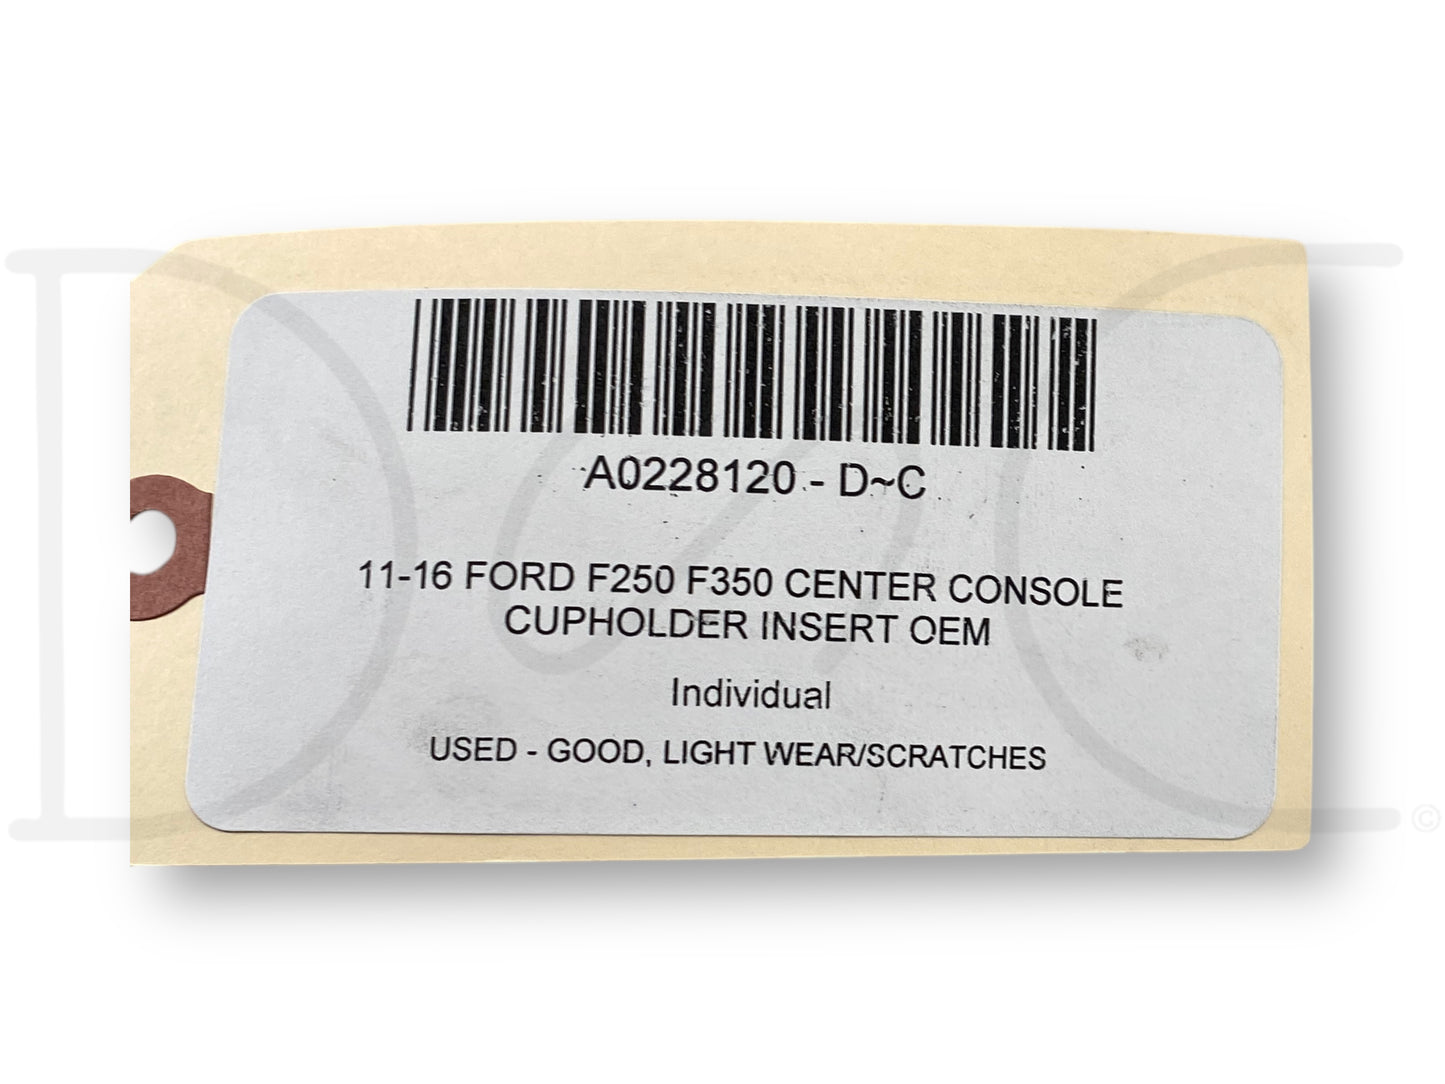 A0228120 - D~C
11-16 FORD F250 F350 CENTER CONSOLE
CUPHOLDER INSERT OEM
Individual
USED - GOOD, LIGHT WEAR/SCRATCHES
D&C
©